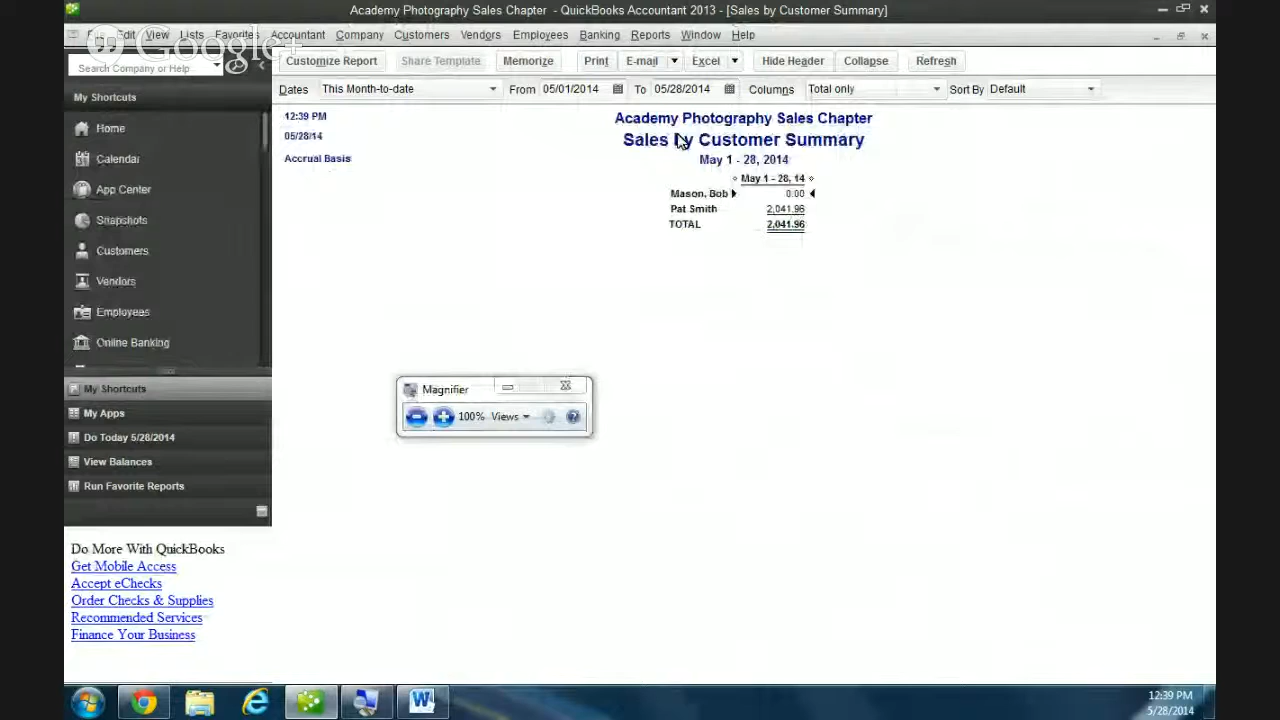 Academy Photography Sales Chapter - QuickBooks Accountant 2013 - [Sales by Customer Summary]
File Edit View Lists Favorites Accountant Company Customers Vendors Employees Banking Reports Window Help
Google+
Search Company or Help
Customize Report Share Template Memorize Print E-mail Excel Hide Header Collapse Refresh
Dates This Month-to-date From 05/01/2014 To 05/28/2014 Columns Total only Sort By Default
My Shortcuts
Home
Calendar
App Center
Snapshots
Customers
Vendors
Employees
Online Banking
My Shortcuts
My Apps
Do Today 5/28/2014
View Balances
Run Favorite Reports
Do More With QuickBooks
Get Mobile Access
Accept eChecks
Order Checks & Supplies
Recommended Services
Finance Your Business
12:39 PM
05/28/14
Accrual Basis
Academy Photography Sales Chapter
Sales by Customer Summary
May 1 - 28, 2014
May 1 - 28, 14
Mason, Bob 0.00
Pat Smith 2,041.96
TOTAL 2,041.96
Magnifier
100% Views
12:39 PM
5/28/2014